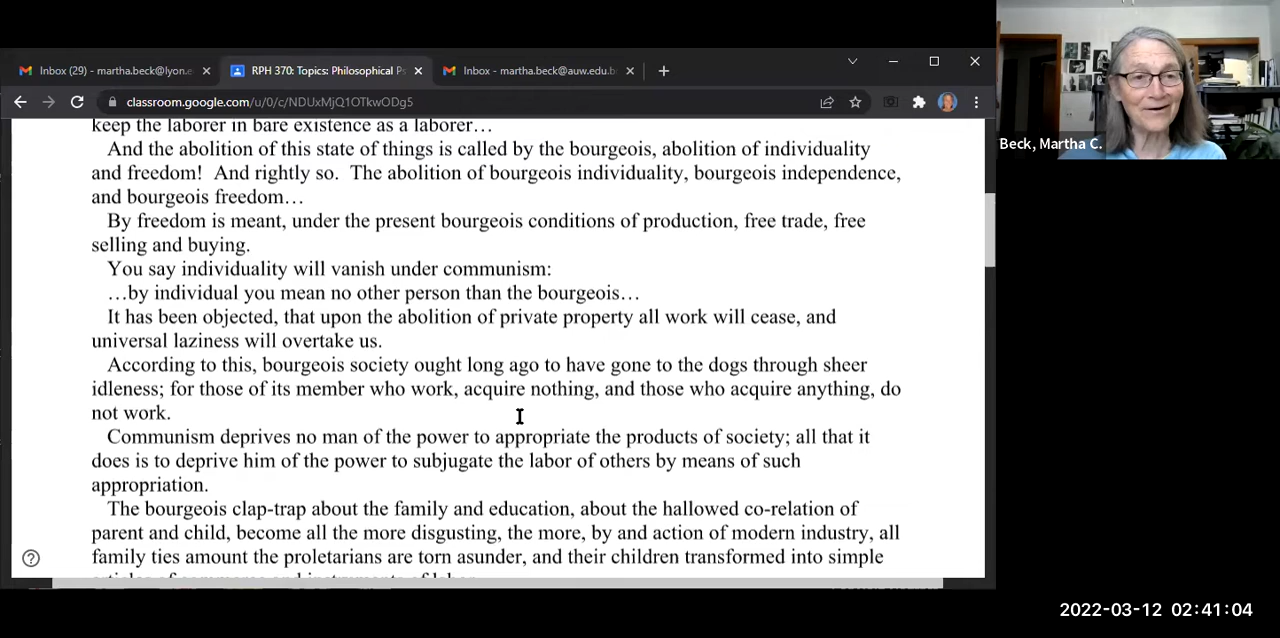 Inbox (29) - martha.beck@lyon.e
RPH 370: Topics: Philosophical Ps
Inbox - martha.beck@auw.edu.b
classroom.google.com/u/0/c/NDUxMjQ1OTkwODg5
Beck, Martha C.
keep the laborer in bare existence as a laborer…
And the abolition of this state of things is called by the bourgeois, abolition of individuality
and freedom! And rightly so. The abolition of bourgeois individuality, bourgeois independence,
and bourgeois freedom…
By freedom is meant, under the present bourgeois conditions of production, free trade, free
selling and buying.
You say individuality will vanish under communism:
…by individual you mean no other person than the bourgeois…
It has been objected, that upon the abolition of private property all work will cease, and
universal laziness will overtake us.
According to this, bourgeois society ought long ago to have gone to the dogs through sheer
idleness; for those of its member who work, acquire nothing, and those who acquire anything, do
not work.
Communism deprives no man of the power to appropriate the products of society; all that it
does is to deprive him of the power to subjugate the labor of others by means of such
appropriation.
The bourgeois clap-trap about the family and education, about the hallowed co-relation of
parent and child, become all the more disgusting, the more, by and action of modern industry, all
family ties amount the proletarians are torn asunder, and their children transformed into simple
2022-03-12 02:41:04